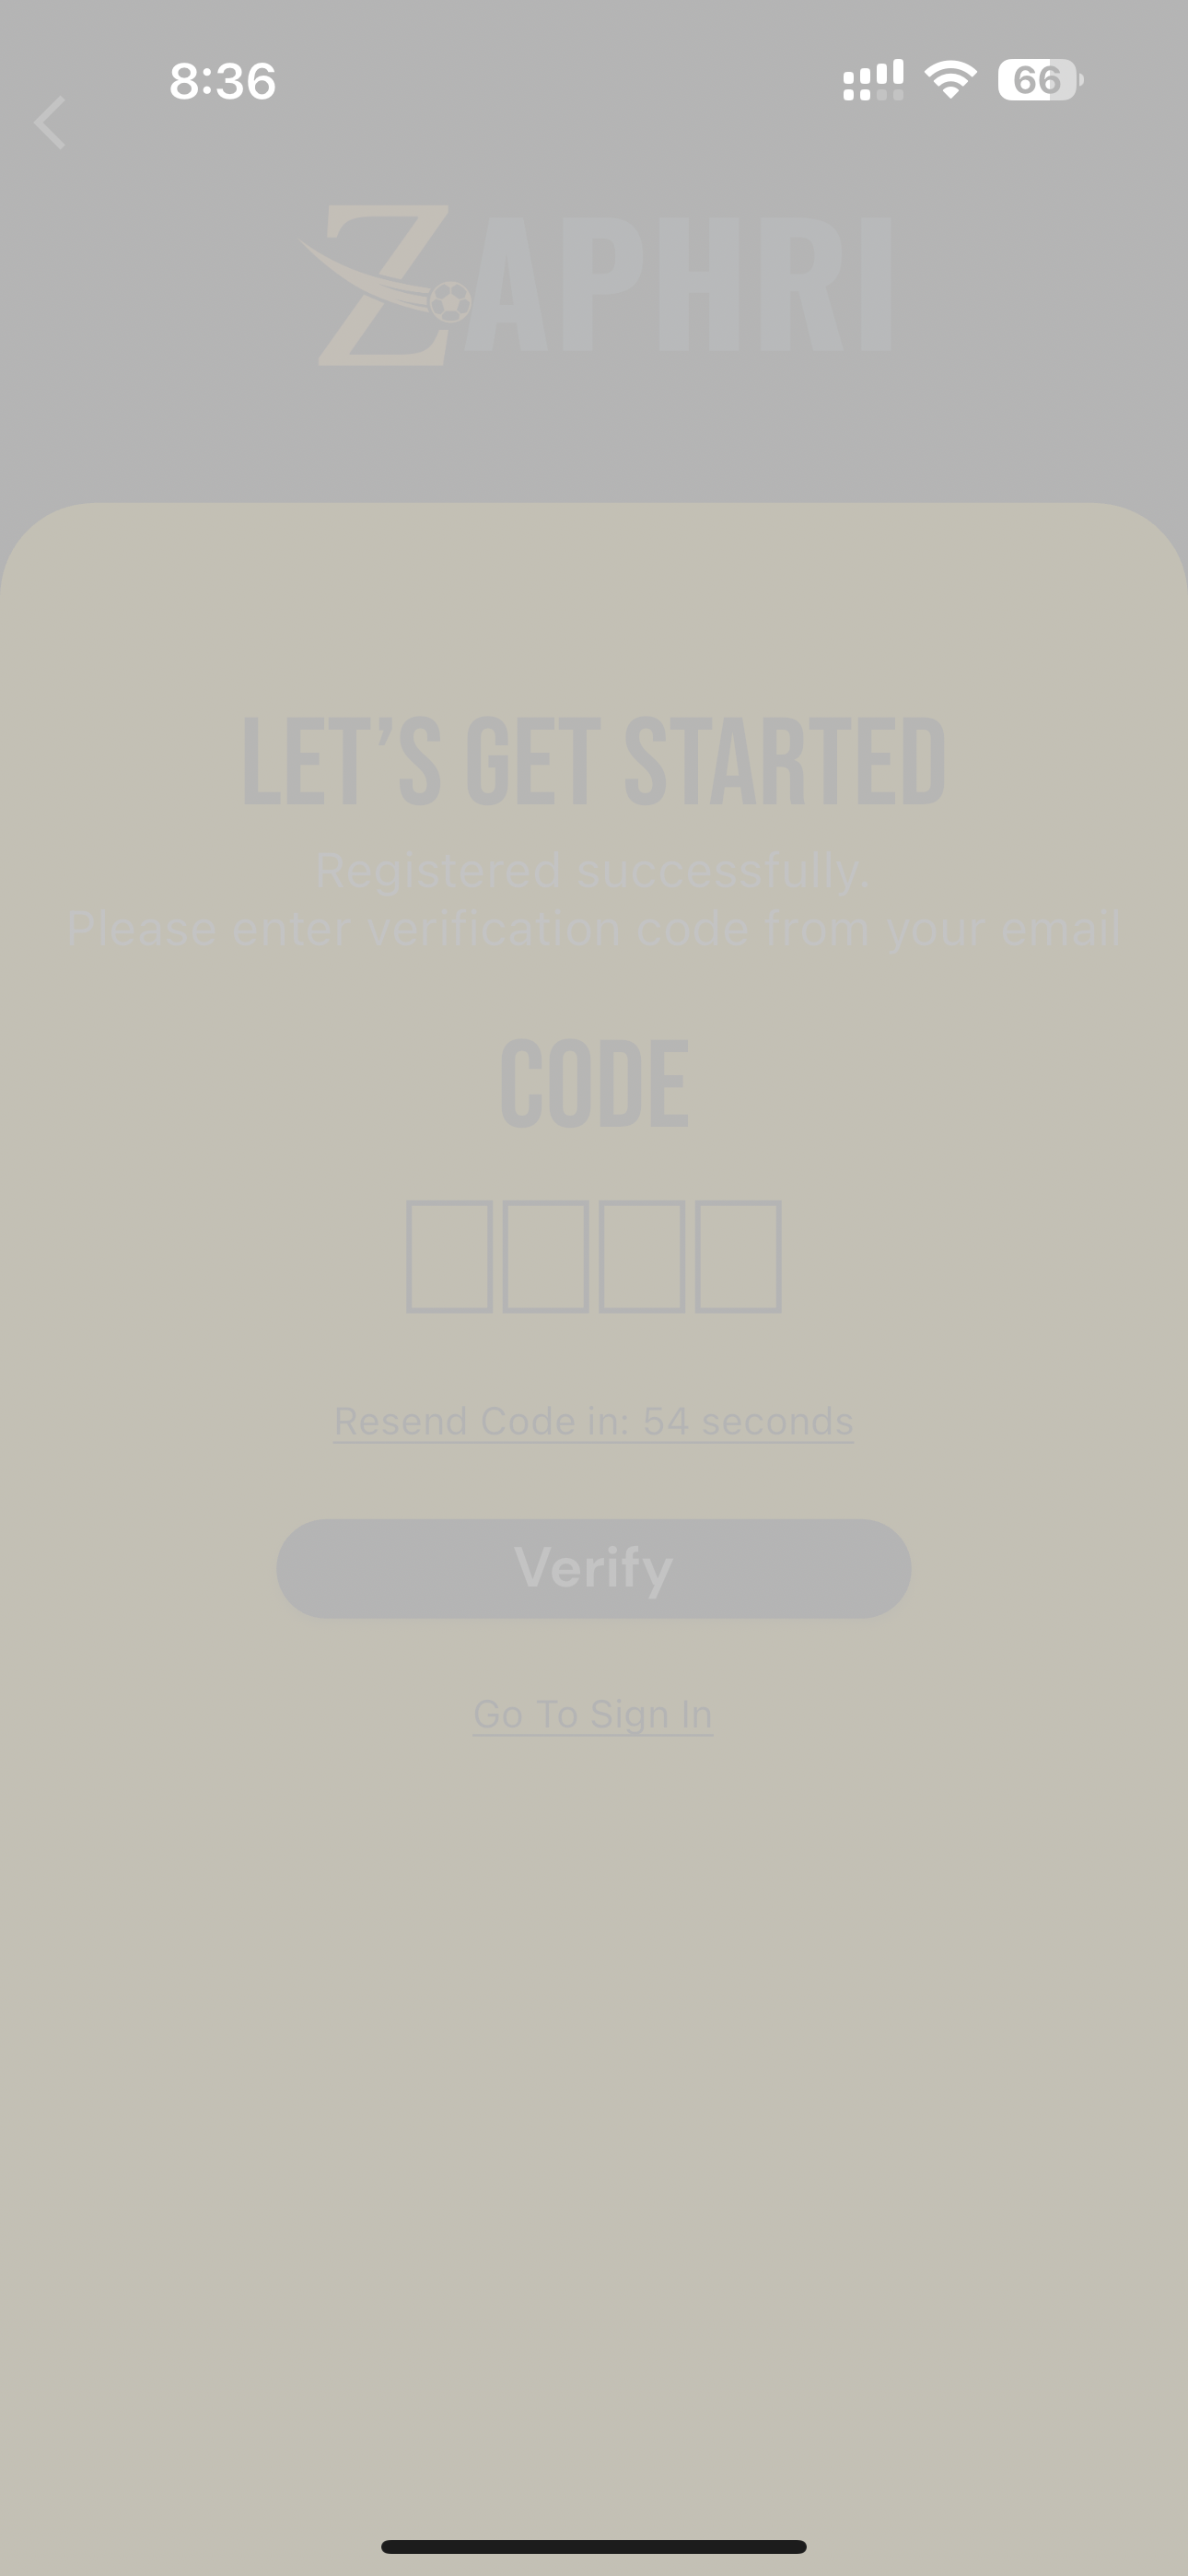 8:36
66
ZAPHRI
LET’S GET STARTED
Registered successfully.
Please enter verification code from your email
CODE
Resend Code in: 54 seconds
Verify
Go To Sign In